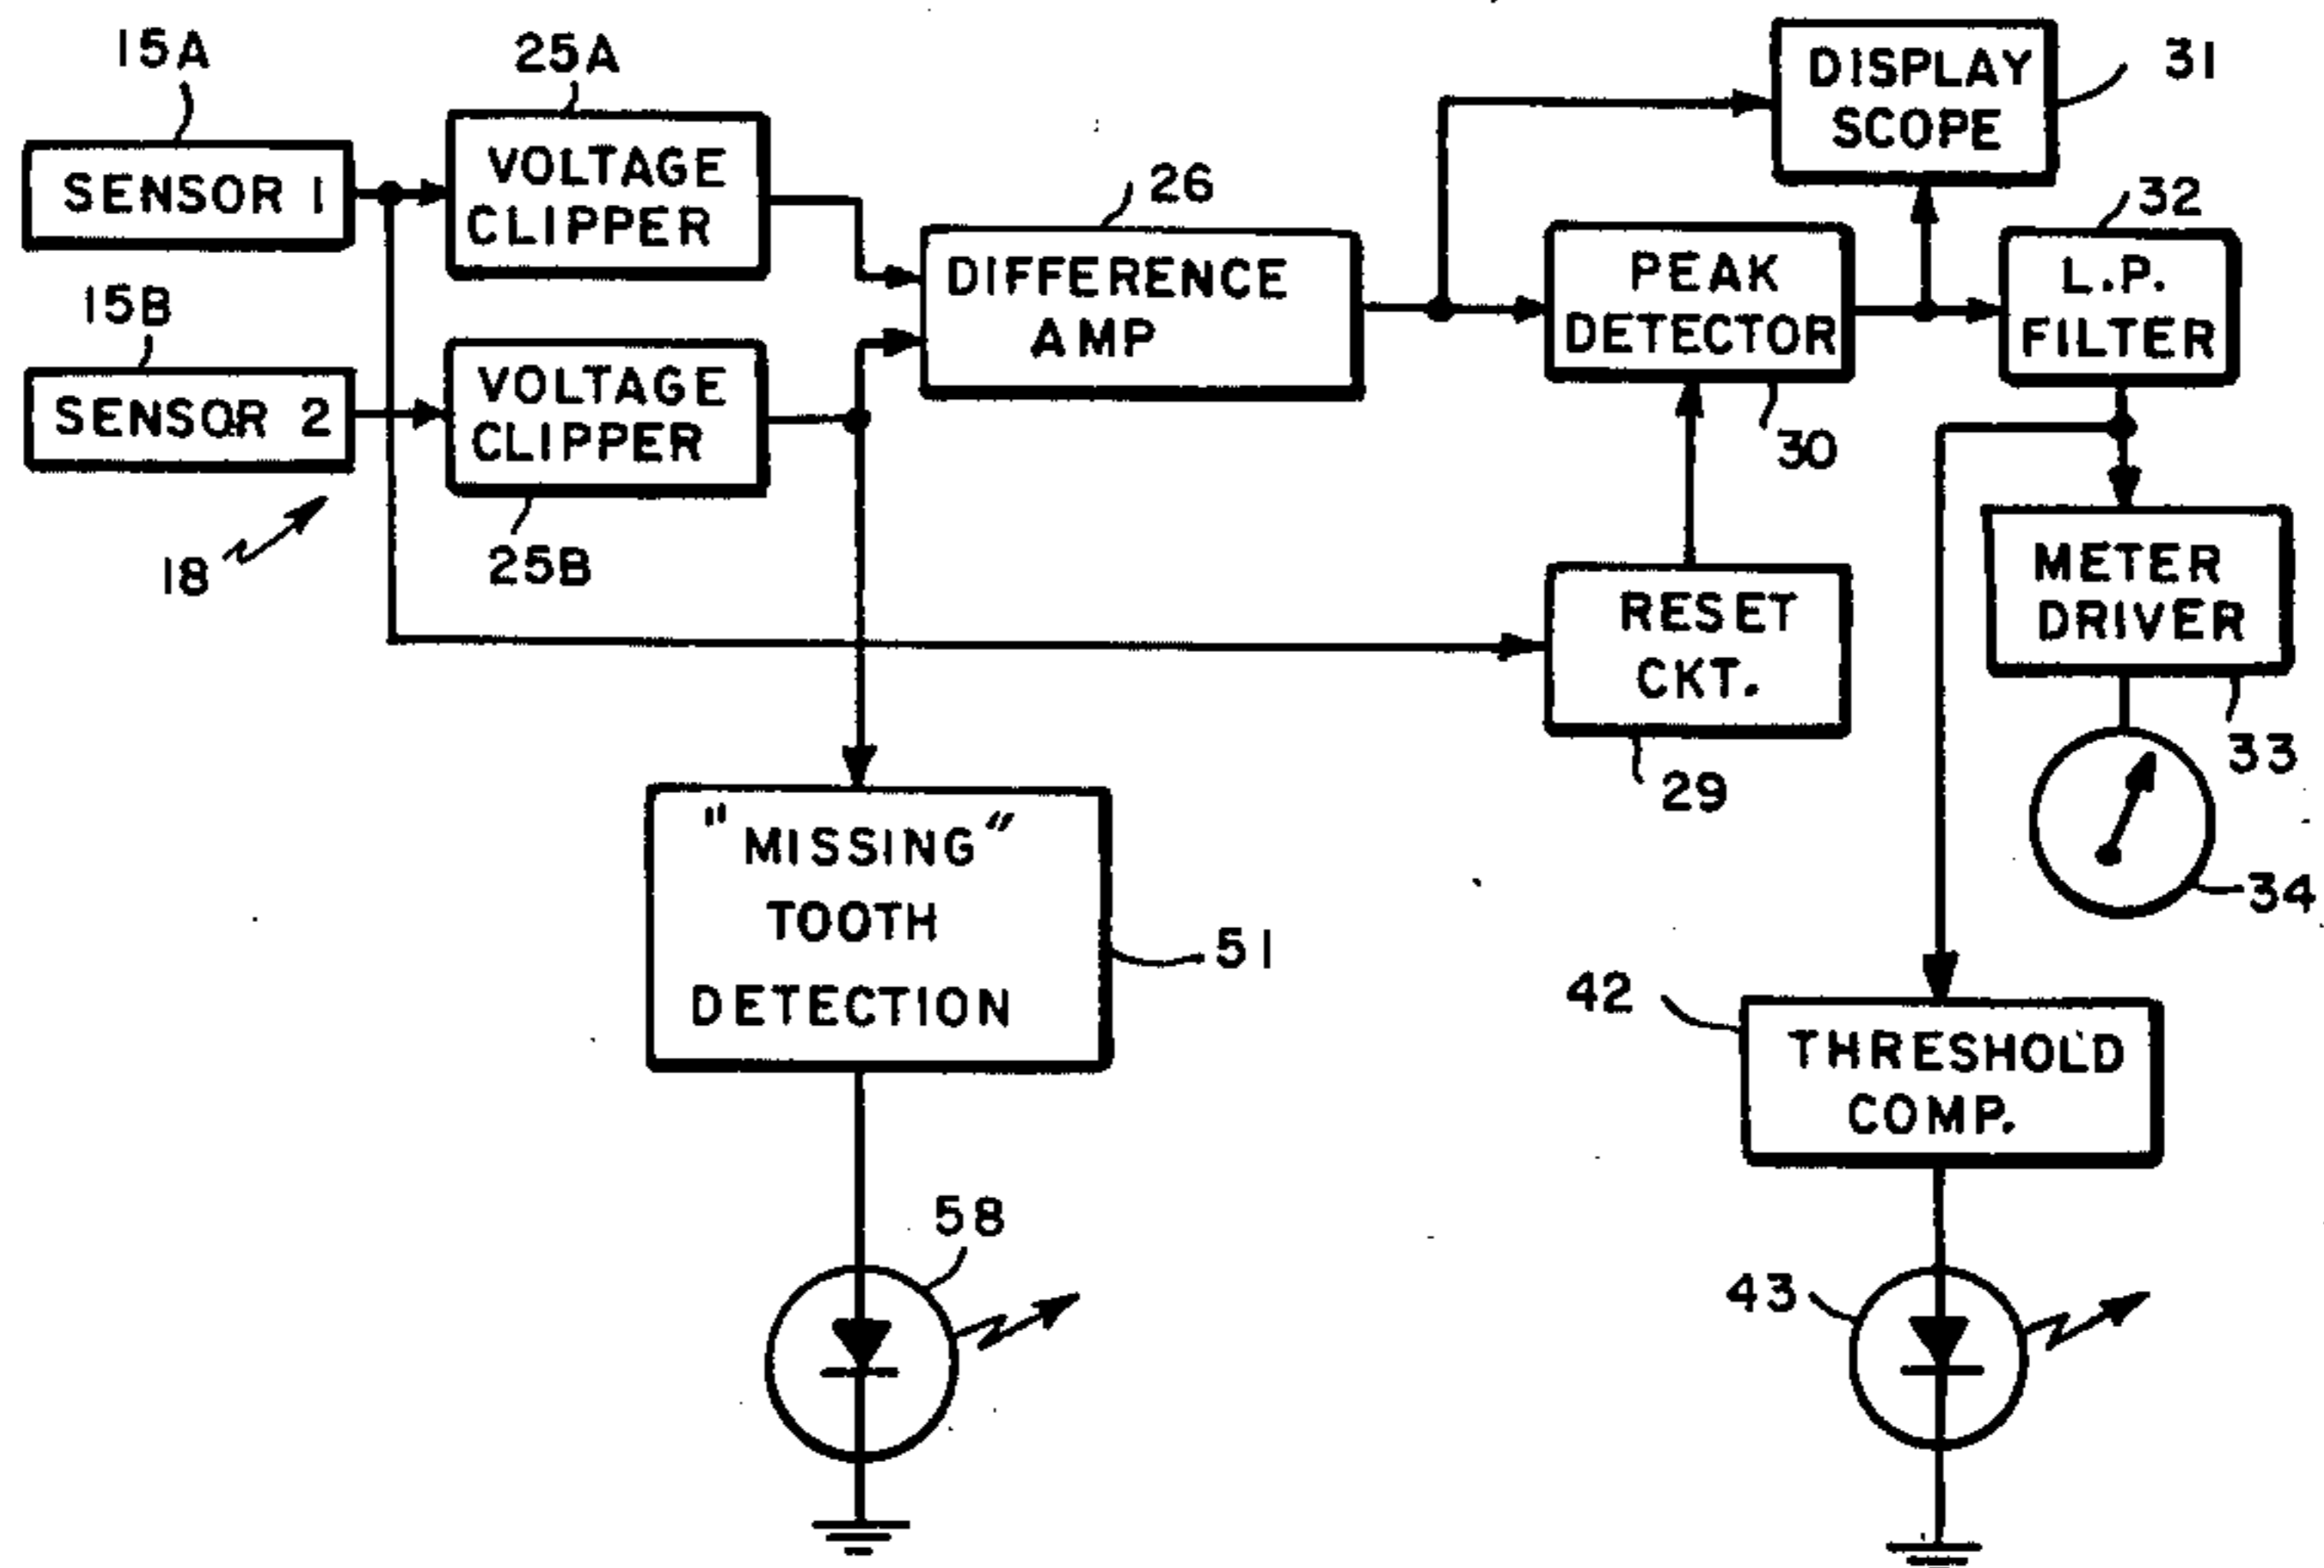 15A
25A
SENSOR 1
VOLTAGE
CLIPPER
15B
SENSOR 2
VOLTAGE
CLIPPER
25B
18
26
DIFFERENCE
AMP
DISPLAY
SCOPE
31
PEAK
DETECTOR
30
32
L.P.
FILTER
RESET
CKT.
29
METER
DRIVER
33
34
"MISSING"
TOOTH
DETECTION
51
42
THRESHOLD
COMP.
58
43